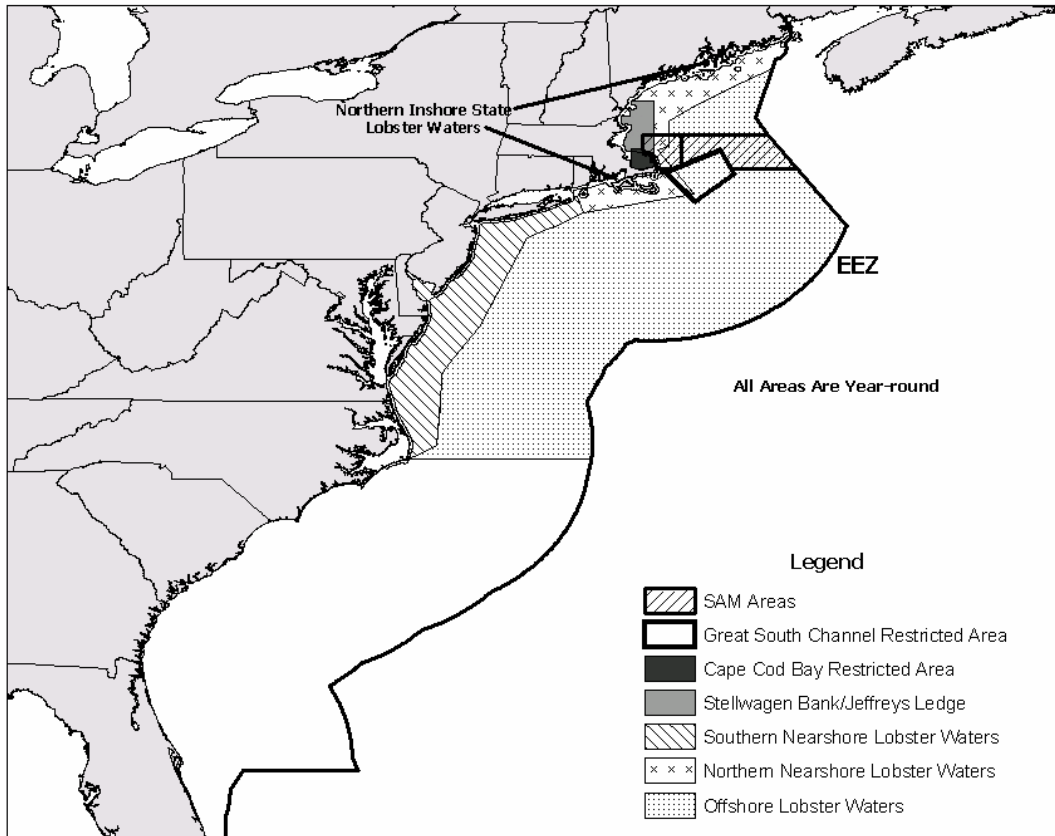 Northern Inshore State
Lobster Waters
EEZ
All Areas Are Year-round
Legend
SAM Areas
Great South Channel Restricted Area
Cape Cod Bay Restricted Area
Stellwagen Bank/Jeffreys Ledge
Southern Nearshore Lobster Waters
Northern Nearshore Lobster Waters
Offshore Lobster Waters